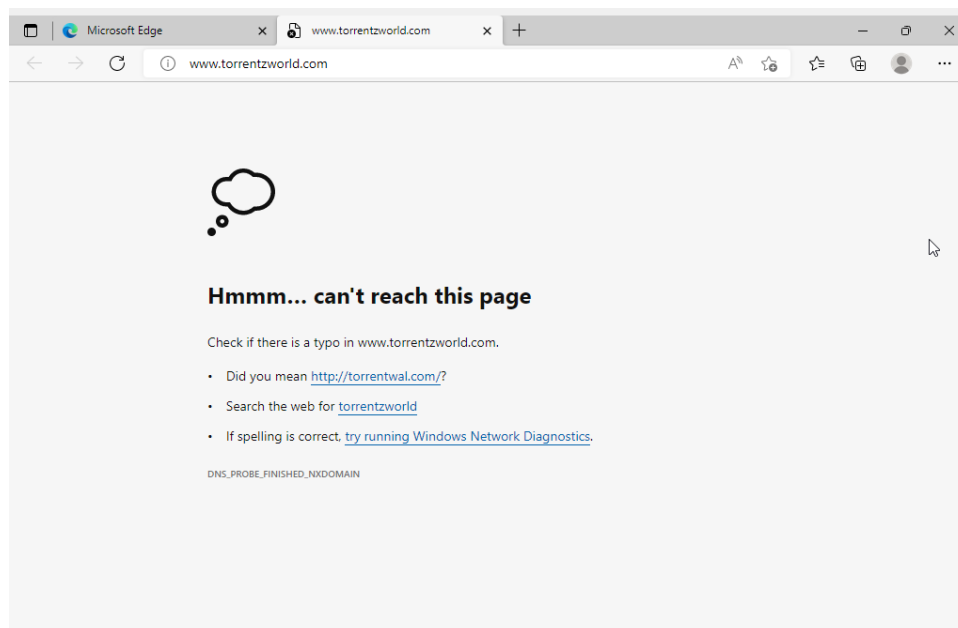 Microsoft Edge
www.torrentzworld.com
www.torrentzworld.com
Hmmm... can't reach this page
Check if there is a typo in www.torrentzworld.com.
• Did you mean http://torrentwal.com/?
• Search the web for torrentzworld
• If spelling is correct, try running Windows Network Diagnostics.
DNS_PROBE_FINISHED_NXDOMAIN